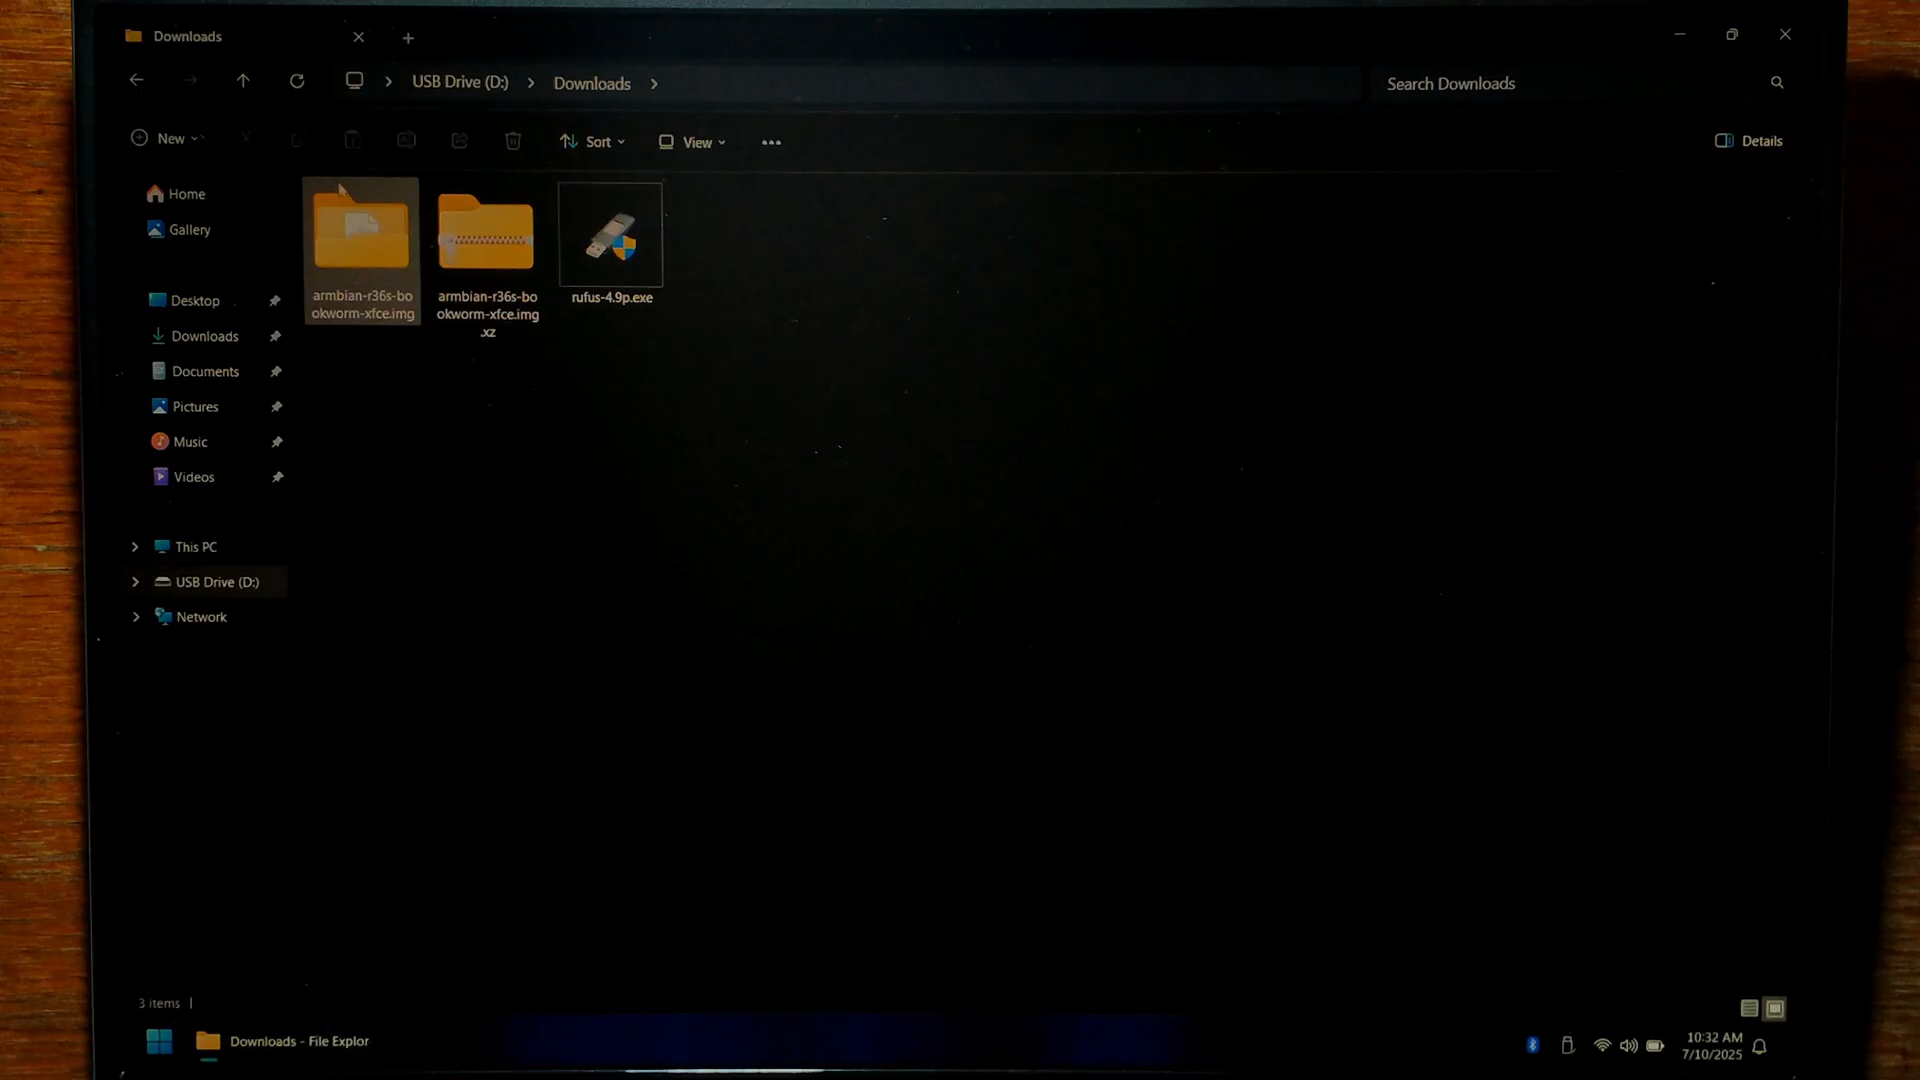 Downloads
USB Drive (D:)
Downloads
Search Downloads
New
Sort
View
Details
Home
Gallery
Desktop
Downloads
Documents
Pictures
Music
Videos
This PC
USB Drive (D:)
Network
armbian-r36s-bo
okworm-xfce.img
armbian-r36s-bo
okworm-xfce.img
.xz
rufus-4.9p.exe
3 items
Downloads - File Explor
10:32 AM
7/10/2025